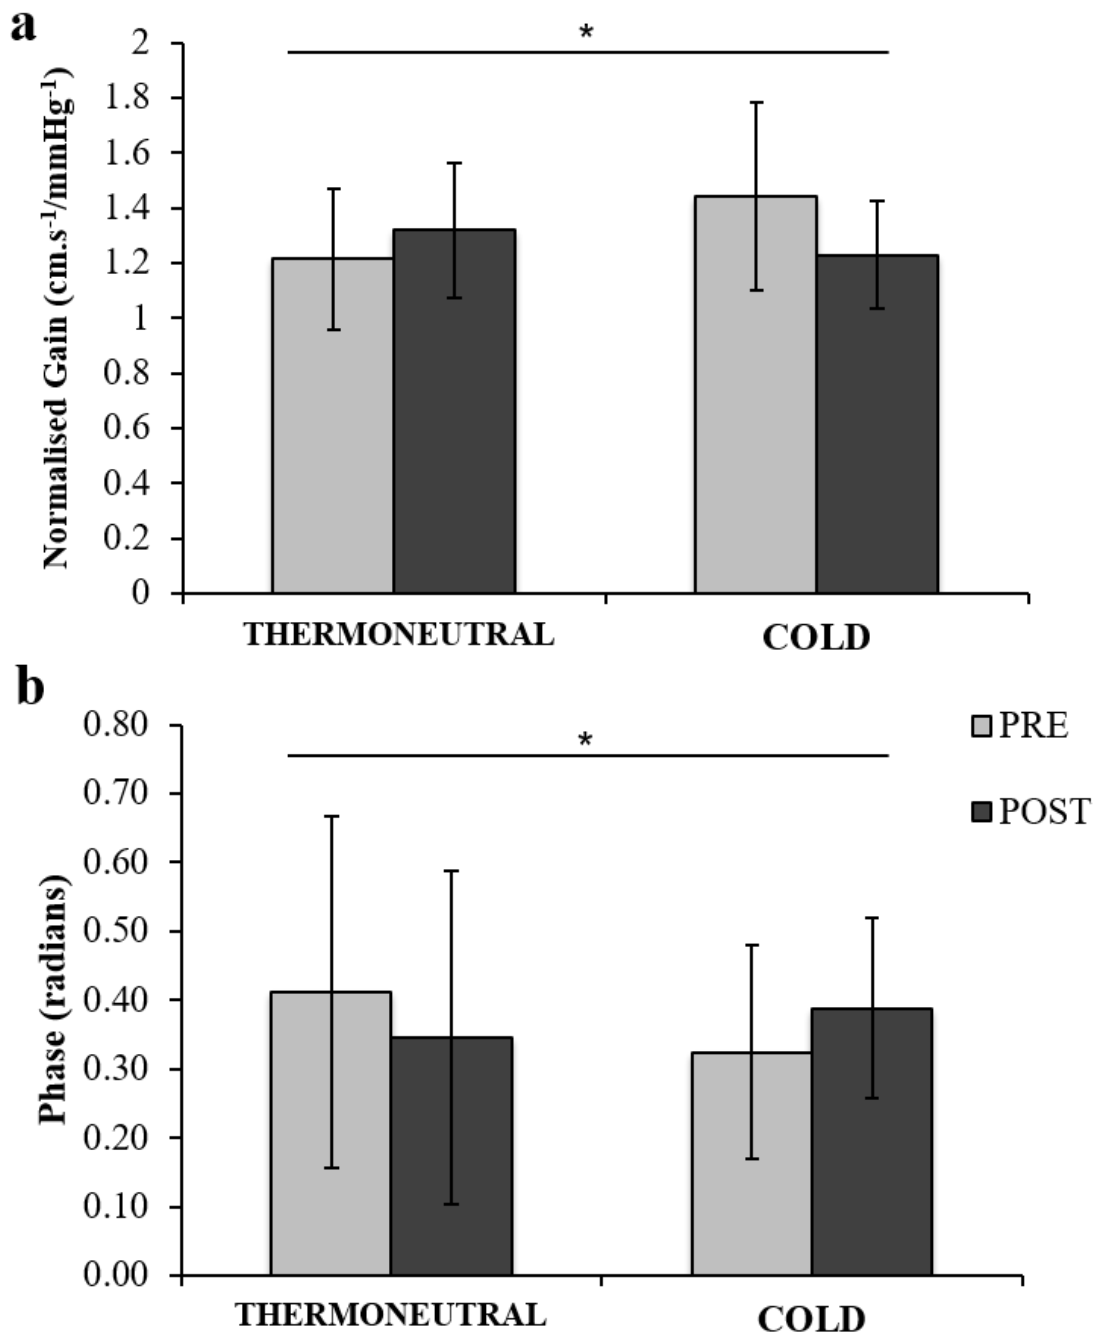 a
*
Normalised Gain (cm.s⁻¹/mmHg⁻¹)
2
1.8
1.6
1.4
1.2
1
0.8
0.6
0.4
0.2
0
THERMONEUTRAL COLD
b
*
PRE
POST
Phase (radians)
0.80
0.70
0.60
0.50
0.40
0.30
0.20
0.10
0.00
THERMONEUTRAL COLD